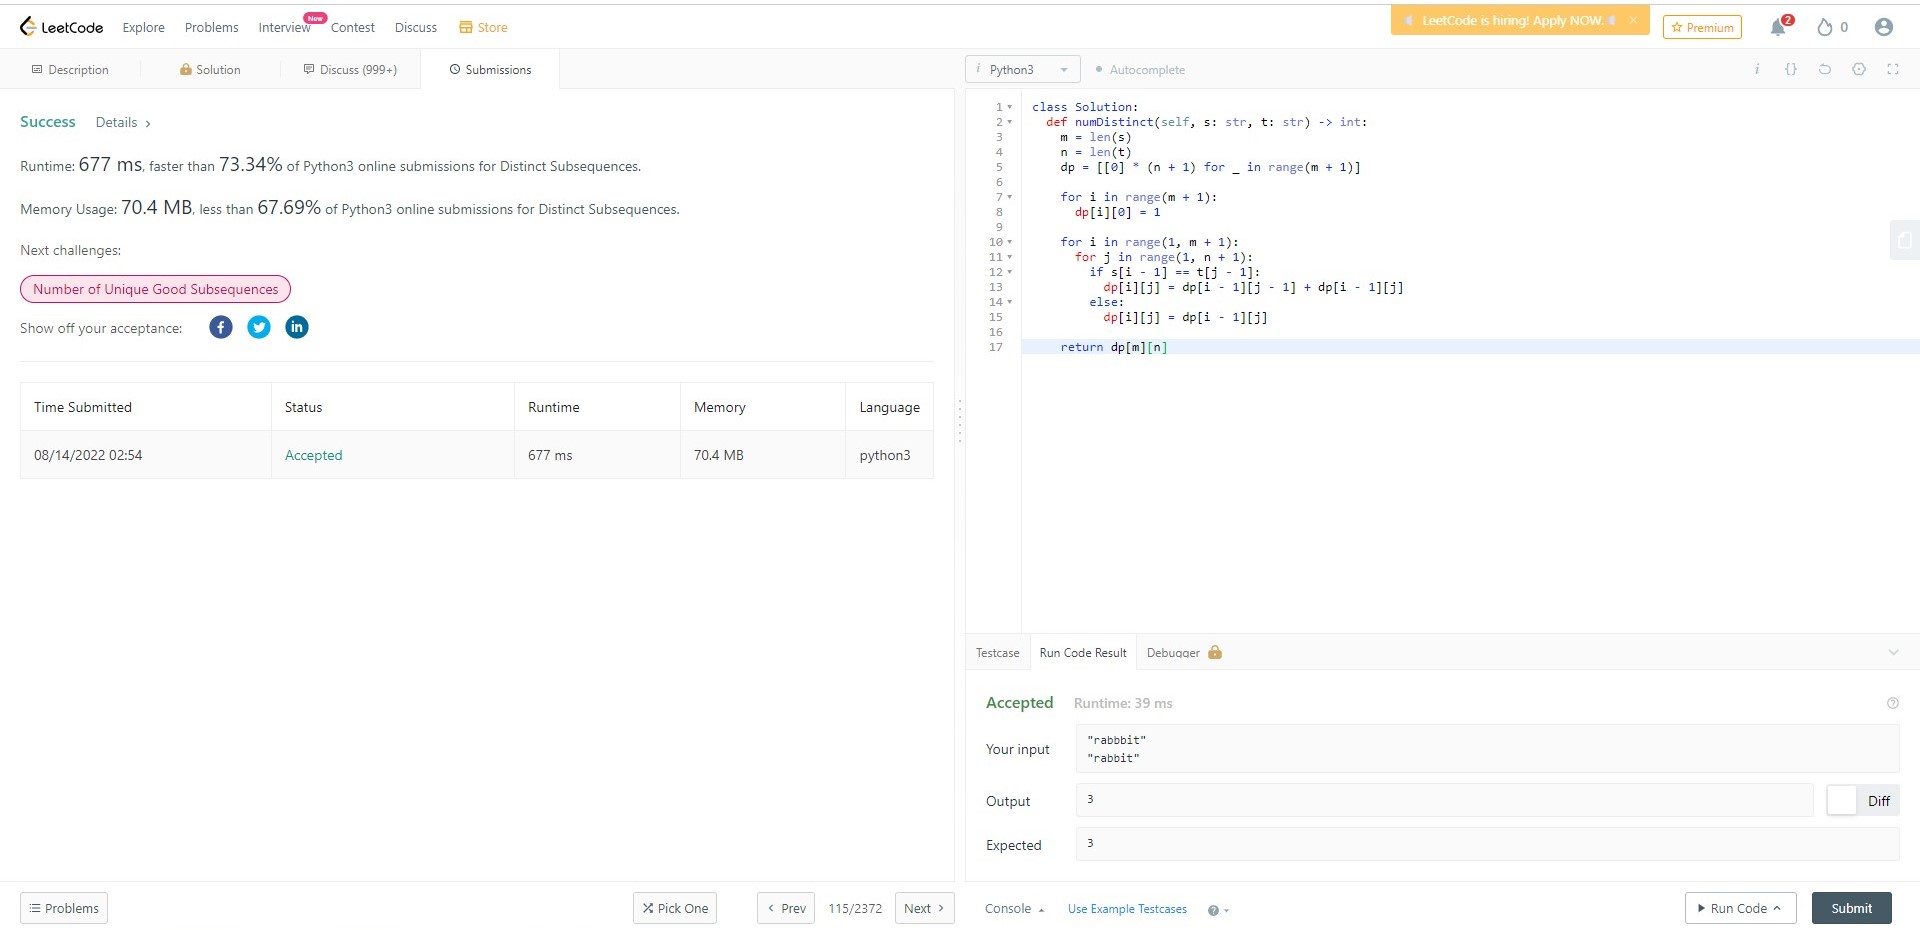 LeetCode Explore Problems Interview New Contest Discuss Store LeetCode is hiring! Apply NOW. × Premium 2 0
Description Solution Discuss (999+) Submissions
Success Details >
Runtime: 677 ms, faster than 73.34% of Python3 online submissions for Distinct Subsequences.
Memory Usage: 70.4 MB, less than 67.69% of Python3 online submissions for Distinct Subsequences.
Next challenges:
Number of Unique Good Subsequences
Show off your acceptance:
Time Submitted Status Runtime Memory Language
08/14/2022 02:54 Accepted 677 ms 70.4 MB python3
Problems Pick One < Prev 115/2372 Next >
i Python3 Autocomplete i {}
1 class Solution:
2   def numDistinct(self, s: str, t: str) -> int:
3     m = len(s)
4     n = len(t)
5     dp = [[0] * (n + 1) for _ in range(m + 1)]
6
7     for i in range(m + 1):
8       dp[i][0] = 1
9
10     for i in range(1, m + 1):
11       for j in range(1, n + 1):
12         if s[i - 1] == t[j - 1]:
13           dp[i][j] = dp[i - 1][j - 1] + dp[i - 1][j]
14         else:
15           dp[i][j] = dp[i - 1][j]
16
17     return dp[m][n]
Testcase Run Code Result Debugger
Accepted Runtime: 39 ms
Your input "rabbbit"
"rabbit"
Output 3 Diff
Expected 3
Console Use Example Testcases Run Code Submit